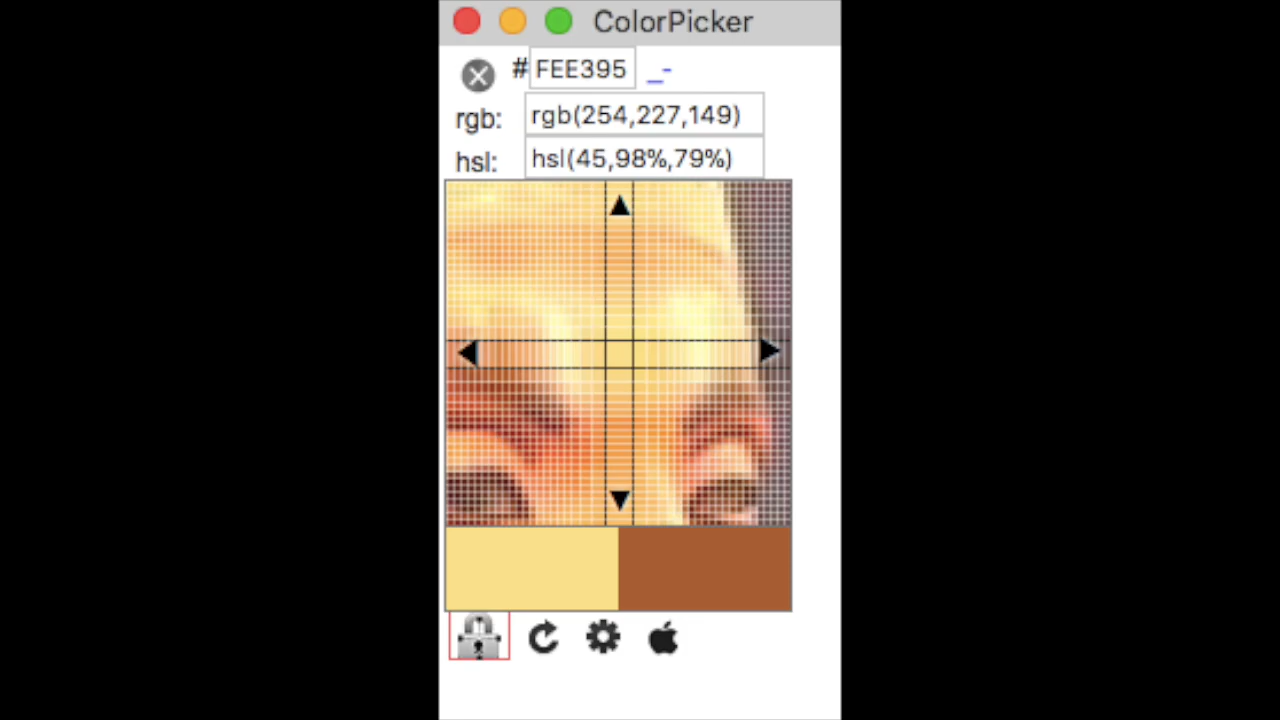 ColorPicker
# FEE395 _-
rgb: rgb(254,227,149)
hsl: hsl(45,98%,79%)